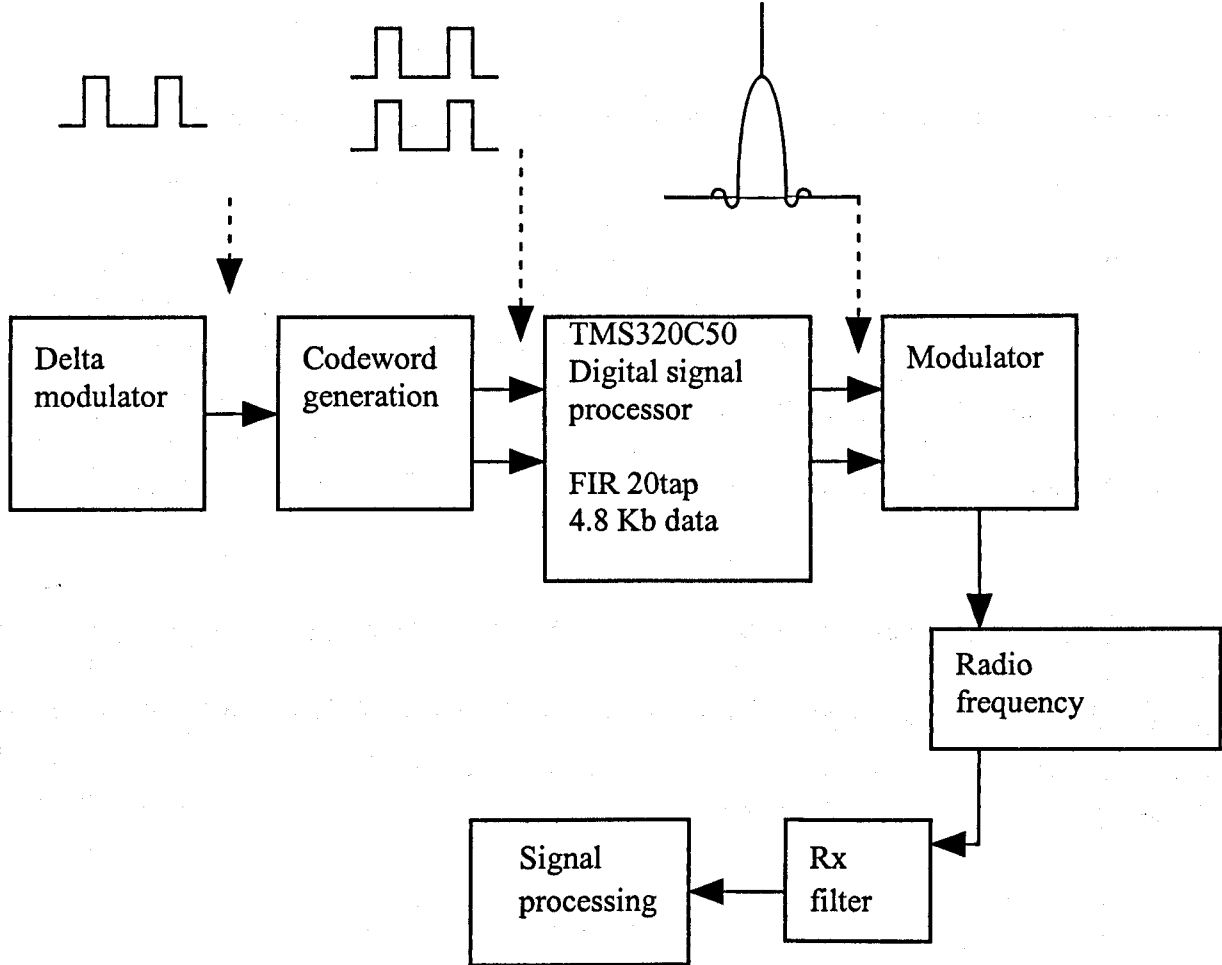 Delta
modulator
Codeword
generation
TMS320C50
Digital signal
processor
FIR 20tap
4.8 Kb data
Modulator
Radio
frequency
Rx
filter
Signal
processing